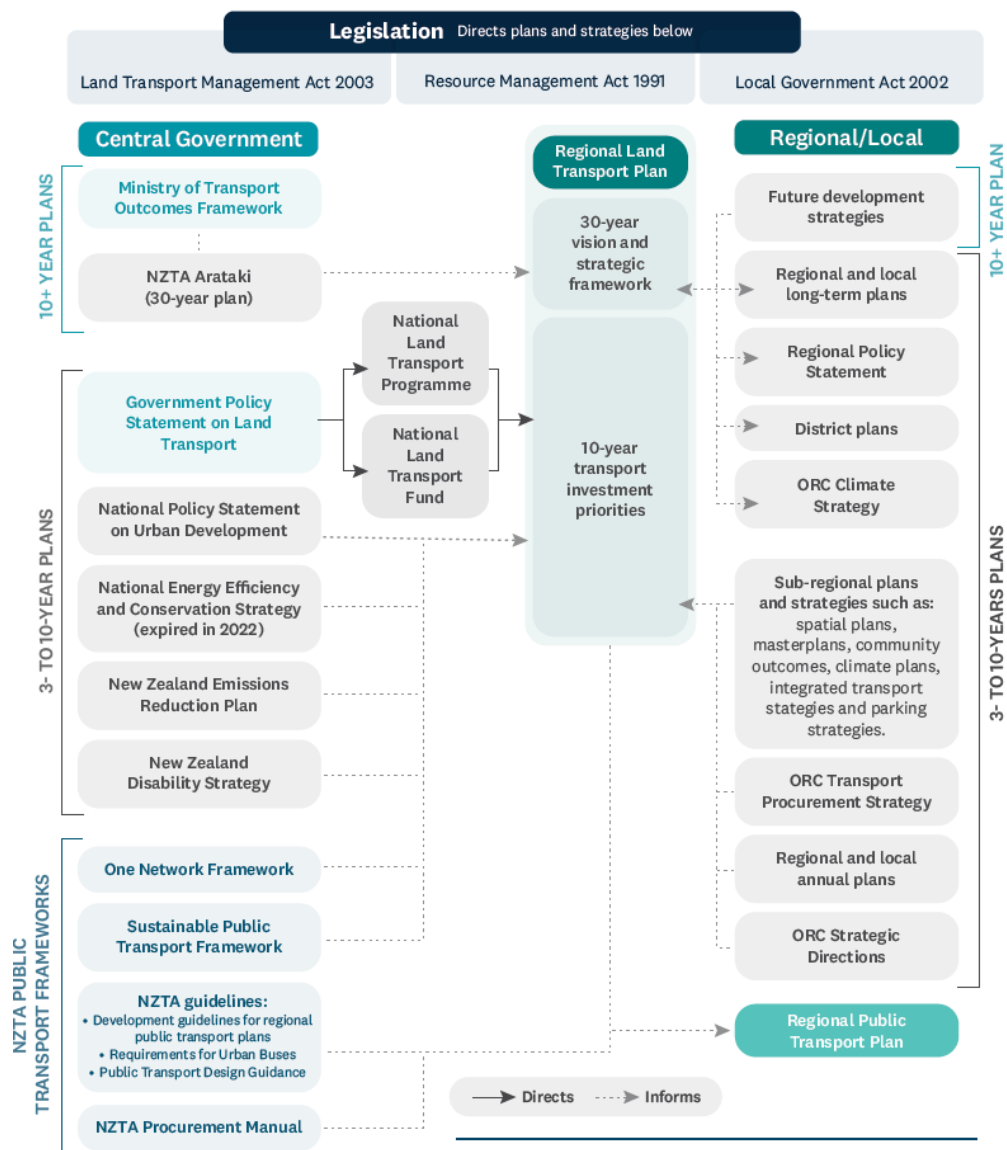 Legislation Directs plans and strategies below
Land Transport Management Act 2003
Resource Management Act 1991
Local Government Act 2002
Central Government
10+ YEAR PLANS
Ministry of Transport
Outcomes Framework
NZTA Arataki
(30-year plan)
3- TO 10-YEAR PLANS
Government Policy
Statement on Land
Transport
National
Land
Transport
Programme
National
Land
Transport
Fund
National Policy Statement
on Urban Development
National Energy Efficiency
and Conservation Strategy
(expired in 2022)
New Zealand Emissions
Reduction Plan
New Zealand
Disability Strategy
NZTA PUBLIC
TRANSPORT FRAMEWORKS
One Network Framework
Sustainable Public
Transport Framework
NZTA guidelines:
• Development guidelines for regional
public transport plans
• Requirements for Urban Buses
• Public Transport Design Guidance
NZTA Procurement Manual
Regional Land
Transport Plan
30-year
vision and
strategic
framework
10-year
transport
investment
priorities
Regional/Local
10+ YEAR PLAN
Future development
strategies
3- TO 10-YEARS PLANS
Regional and local
long-term plans
Regional Policy
Statement
District plans
ORC Climate
Strategy
Sub-regional plans
and strategies such as:
spatial plans,
masterplans, community
outcomes, climate plans,
integrated transport
stategies and parking
strategies.
ORC Transport
Procurement Strategy
Regional and local
annual plans
ORC Strategic
Directions
Regional Public
Transport Plan
Directs
Informs